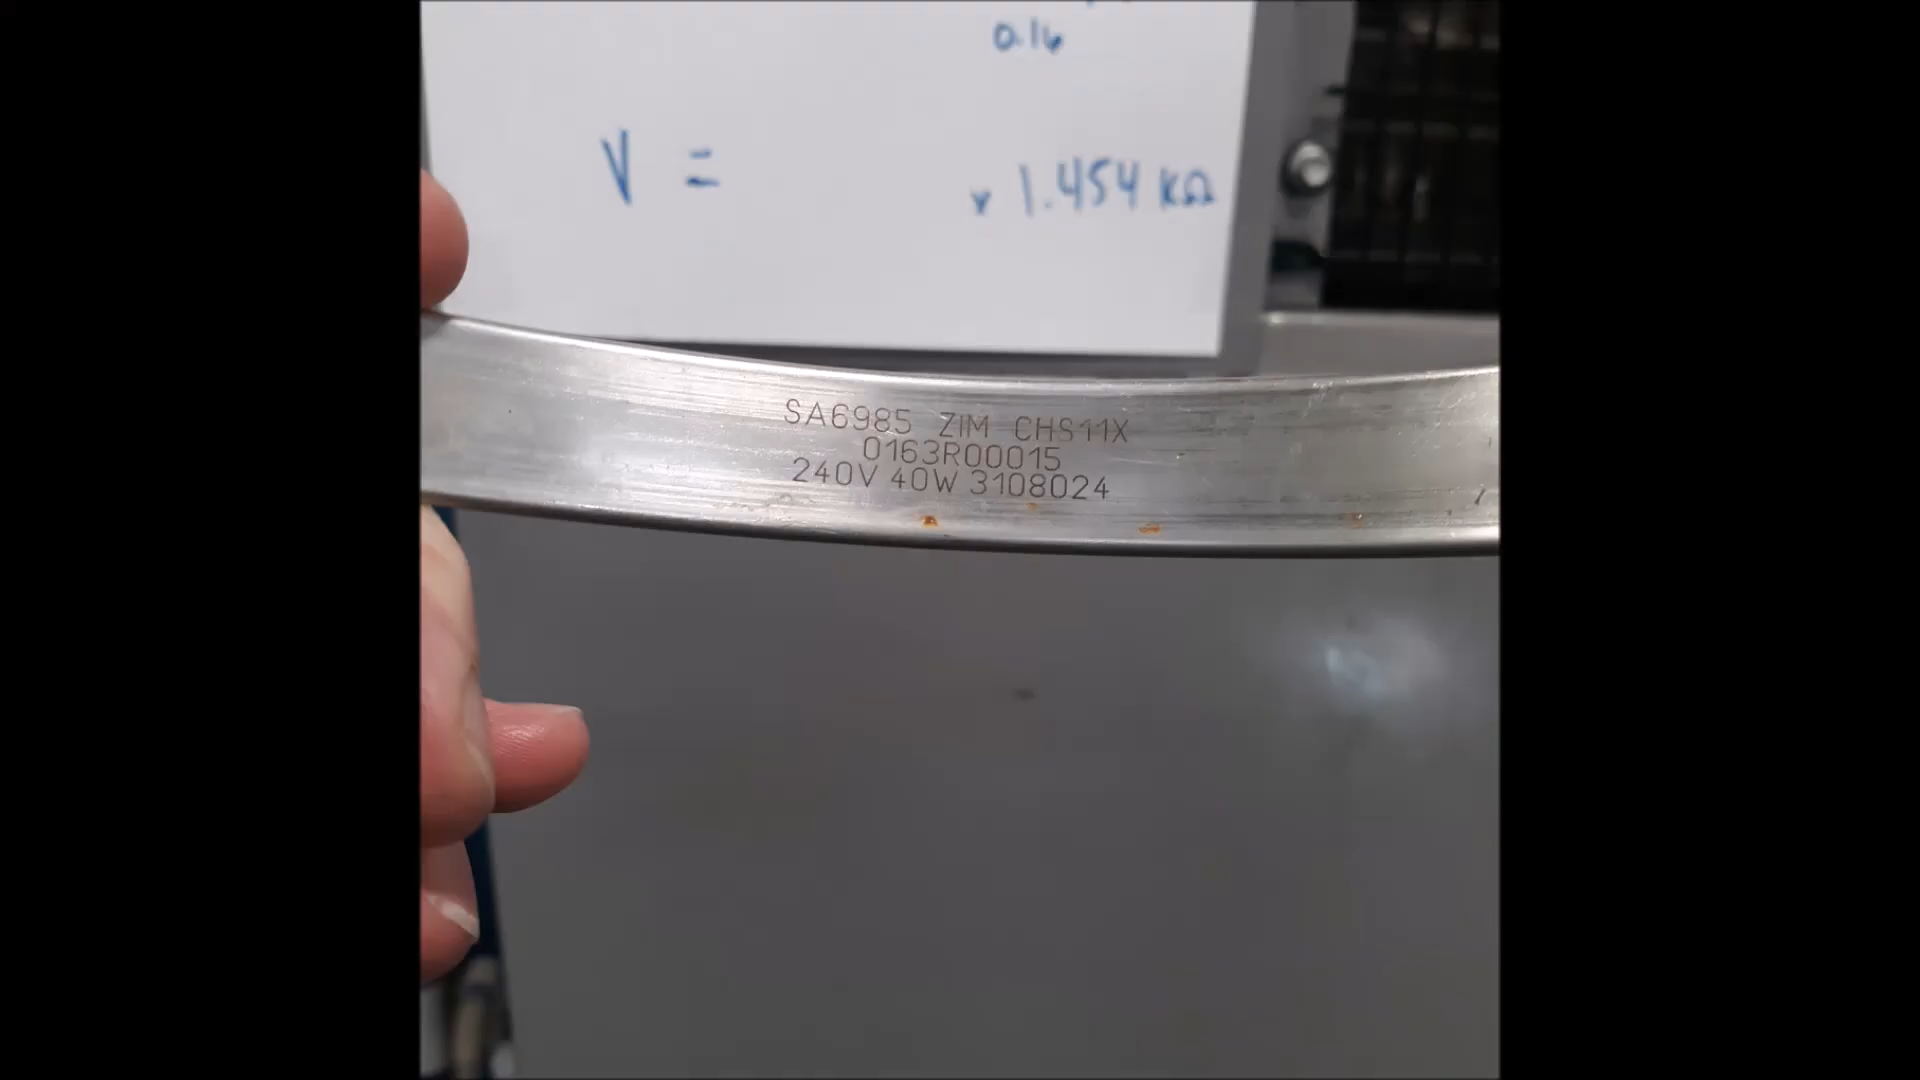 0.16
V = x 1.454 KΩ
SA6985 ZIM CHS11X
0163R00015
240V 40W 3108024